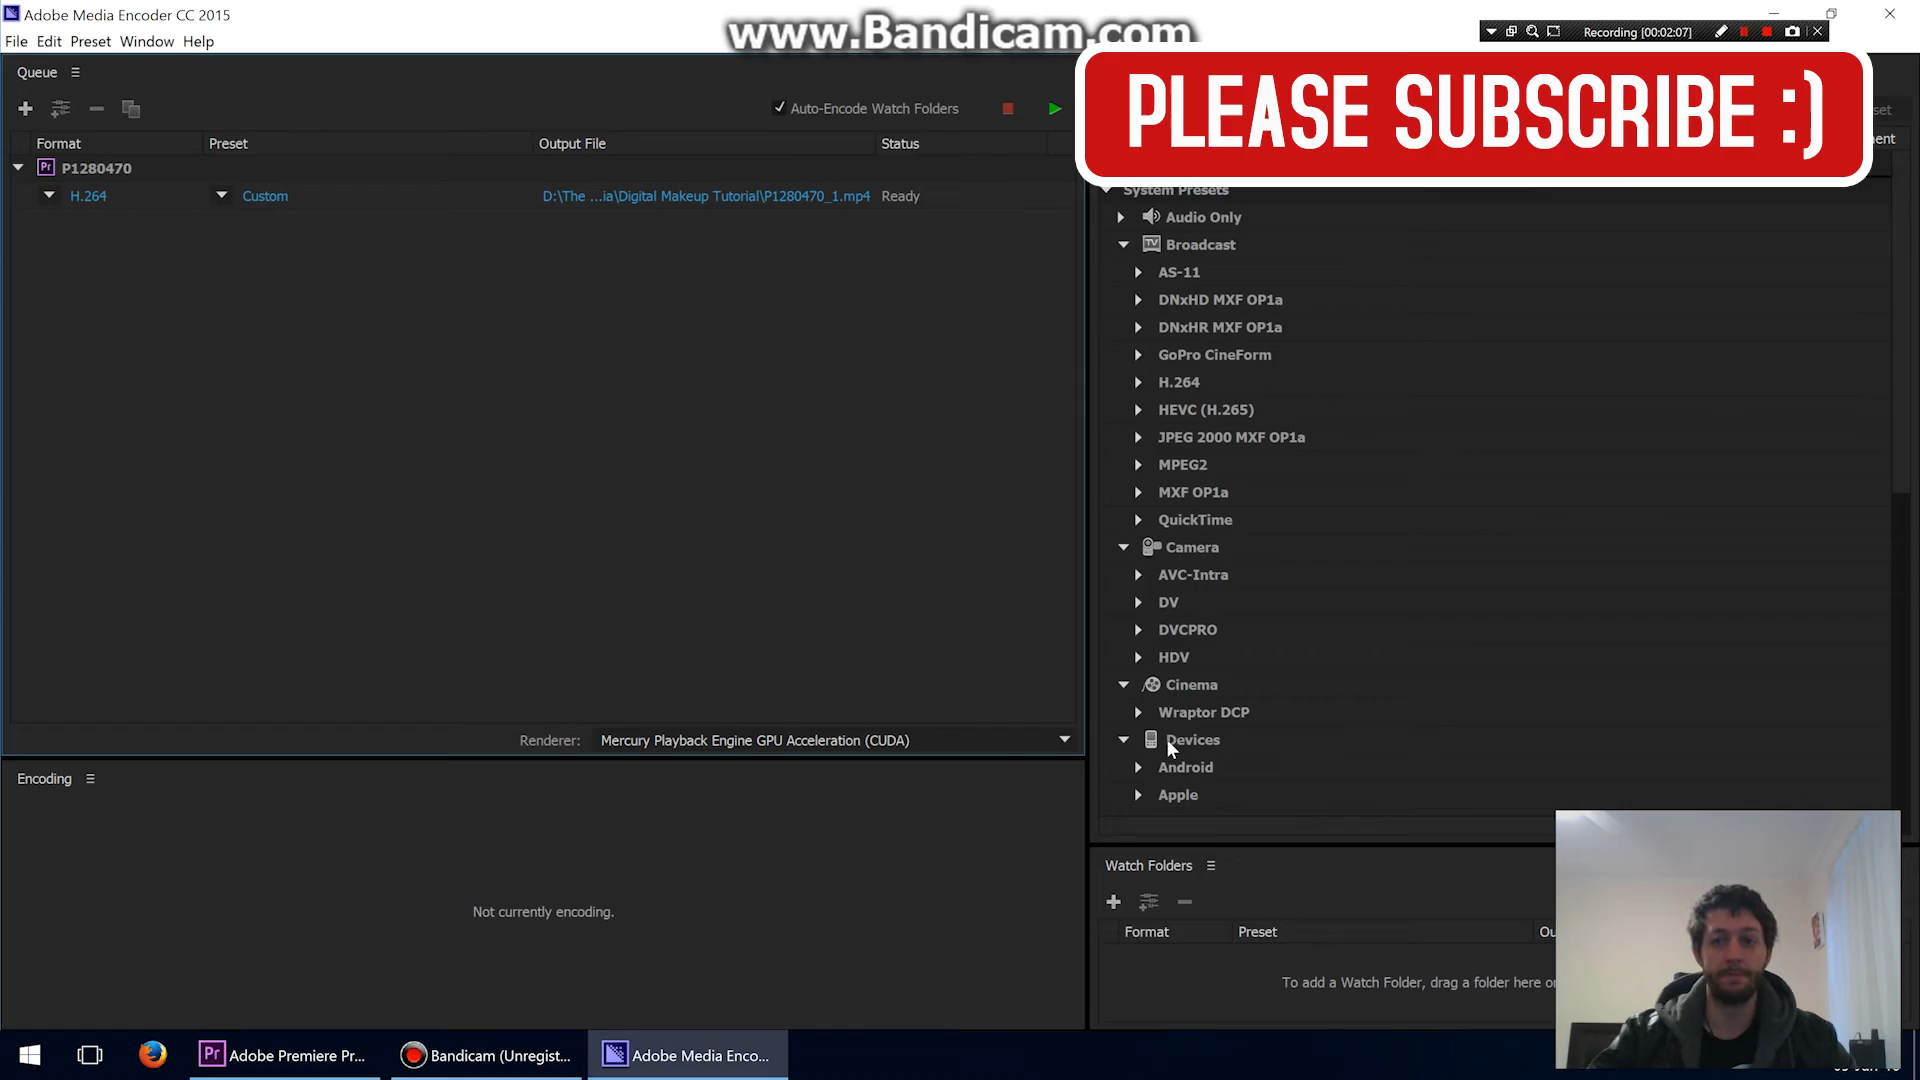 Adobe Media Encoder CC 2015
www.Bandicam.com
Recording [00:02:07]
File Edit Preset Window Help
PLEASE SUBSCRIBE :)
Queue
Auto-Encode Watch Folders
Format Preset Output File Status
Pr P1280470
H.264 Custom D:\The ...ia\Digital Makeup Tutorial\P1280470_1.mp4 Ready
System Presets
Audio Only
TV Broadcast
AS-11
DNxHD MXF OP1a
DNxHR MXF OP1a
GoPro CineForm
H.264
HEVC (H.265)
JPEG 2000 MXF OP1a
MPEG2
MXF OP1a
QuickTime
Camera
AVC-Intra
DV
DVCPRO
HDV
Cinema
Wraptor DCP
Devices
Android
Apple
Renderer: Mercury Playback Engine GPU Acceleration (CUDA)
Encoding
Not currently encoding.
Watch Folders
Format Preset Ou
To add a Watch Folder, drag a folder here or
Pr Adobe Premiere Pr...
Bandicam (Unregist...
Adobe Media Enco...